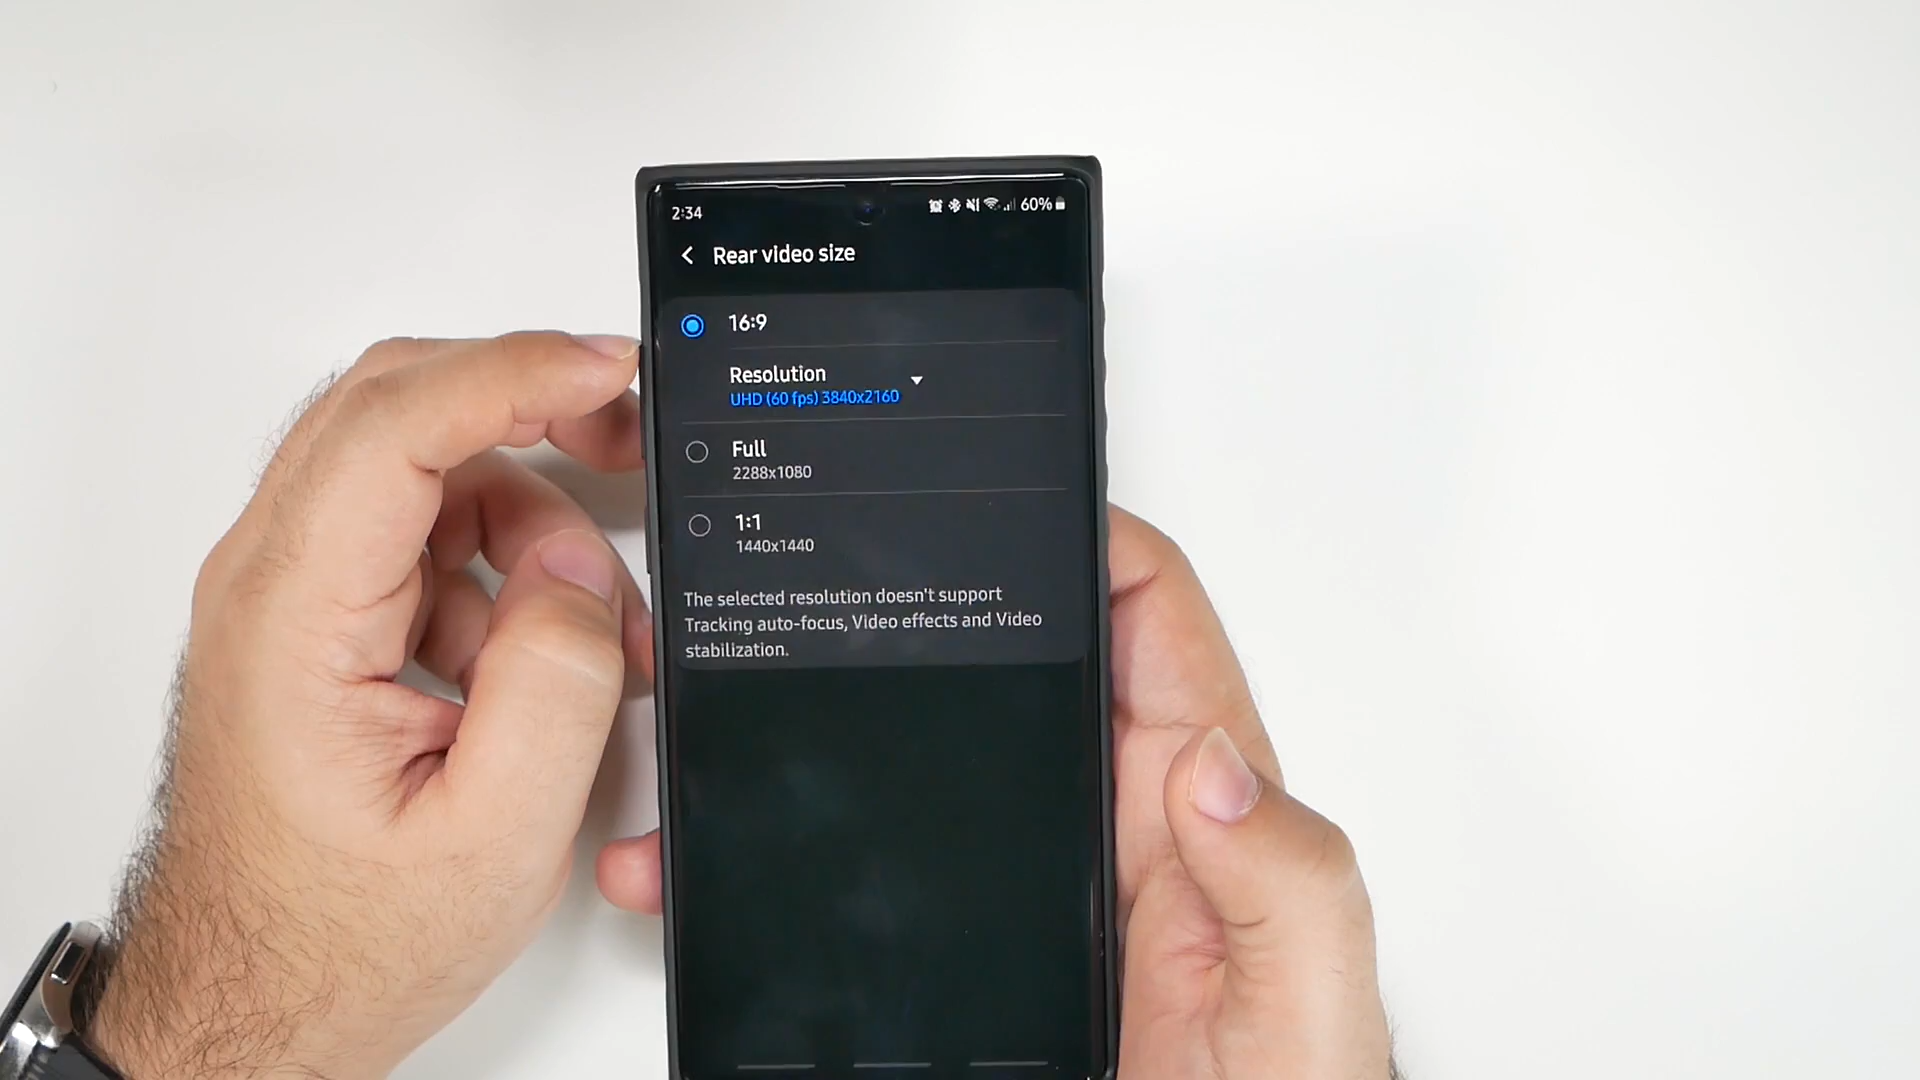 2:34
60%
Rear video size
16:9
Resolution
UHD (60 fps) 3840x2160
Full
2288x1080
1:1
1440x1440
The selected resolution doesn't support
Tracking auto-focus, Video effects and Video
stabilization.